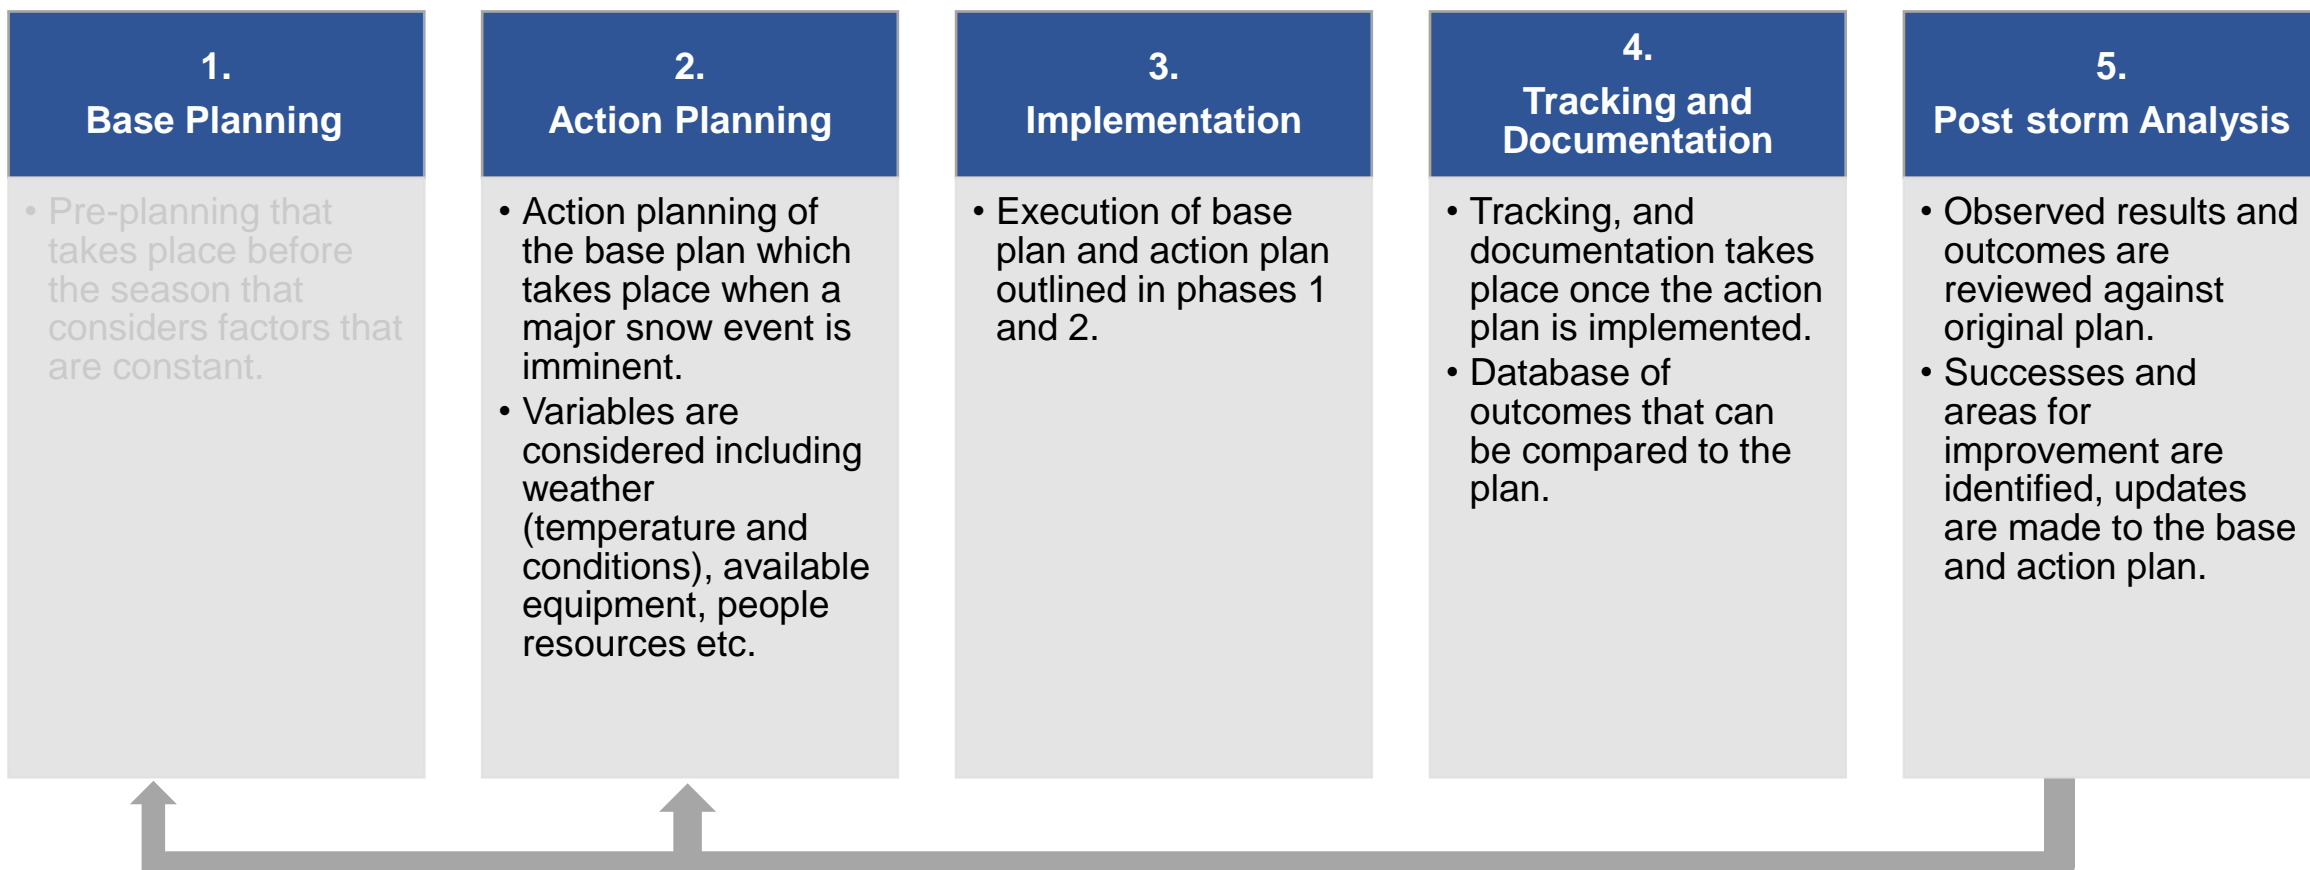 1.
Base Planning
• Pre-planning that
takes place before
the season that
considers factors that
are constant.
2.
Action Planning
• Action planning of
the base plan which
takes place when a
major snow event is
imminent.
• Variables are
considered including
weather
(temperature and
conditions), available
equipment, people
resources etc.
3.
Implementation
• Execution of base
plan and action plan
outlined in phases 1
and 2.
4.
Tracking and
Documentation
• Tracking, and
documentation takes
place once the action
plan is implemented.
• Database of
outcomes that can
be compared to the
plan.
5.
Post storm Analysis
• Observed results and
outcomes are
reviewed against
original plan.
• Successes and
areas for
improvement are
identified, updates
are made to the base
and action plan.